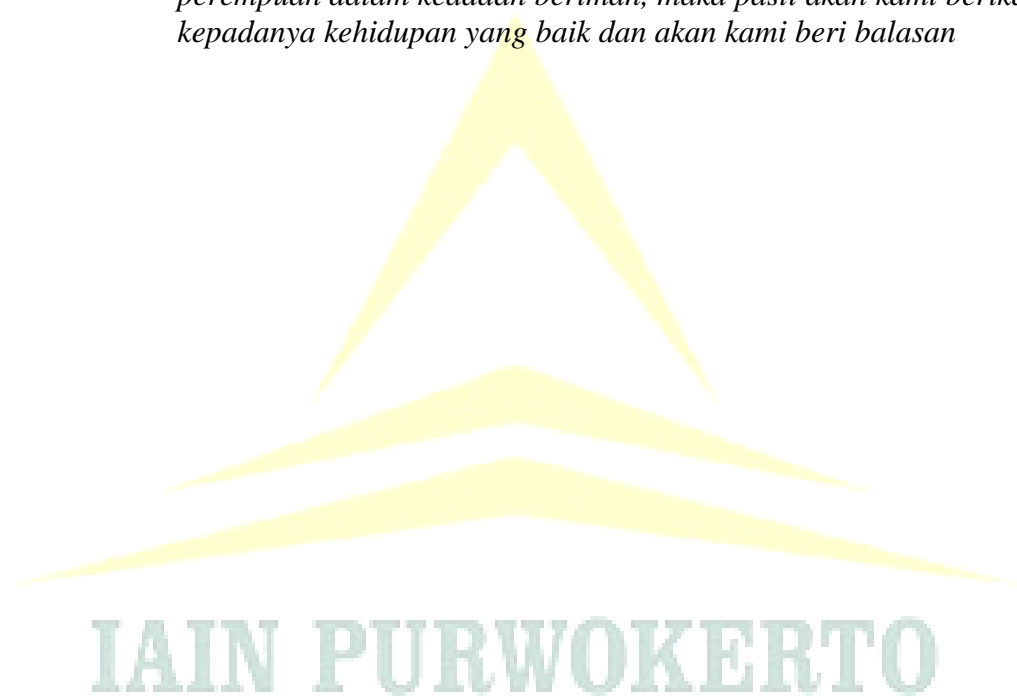 perempuan dalam keadaan beriman, maka pasti akan kami berika
kepadanya kehidupan yang baik dan akan kami beri balasan
IAIN PURWOKERTO